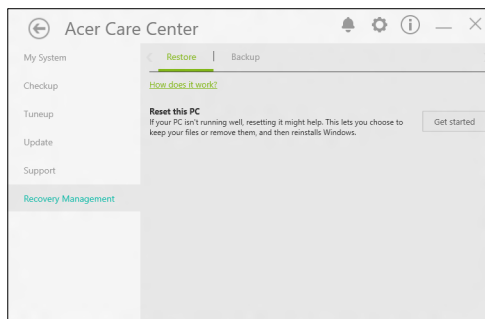 Acer Care Center
My System
Checkup
Tuneup
Update
Support
Recovery Management
Restore
Backup
How does it work?
Reset this PC
If your PC isn't running well, resetting it might help. This lets you choose to
keep your files or remove them, and then reinstalls Windows.
Get started